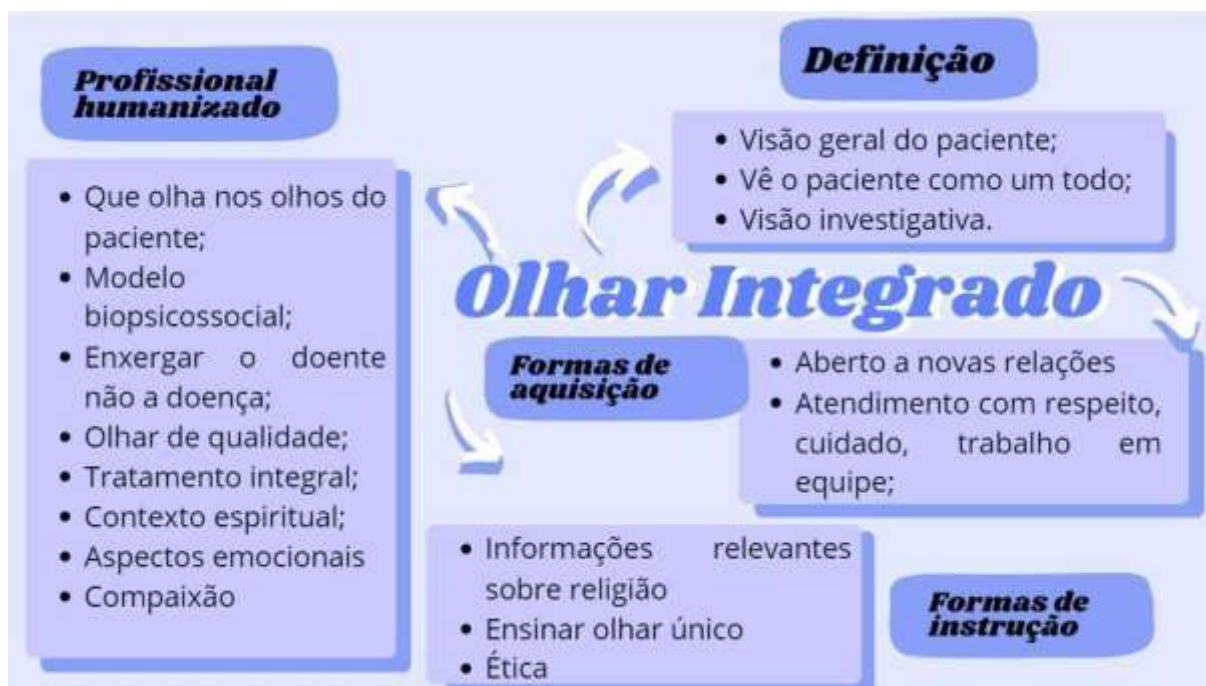 Profissional
humanizado
• Que olha nos olhos do
paciente;
• Modelo
biopsicossocial;
• Enxergar o doente
não a doença;
• Olhar de qualidade;
• Tratamento integral;
• Contexto espiritual;
• Aspectos emocionais
• Compaixão
Definição
• Visão geral do paciente;
• Vê o paciente como um todo;
• Visão investigativa.
Olhar Integrado
Formas de
aquisição
• Aberto a novas relações
• Atendimento com respeito,
cuidado, trabalho em
equipe;
• Informações relevantes
sobre religião
• Ensinar olhar único
• Ética
Formas de
instrução